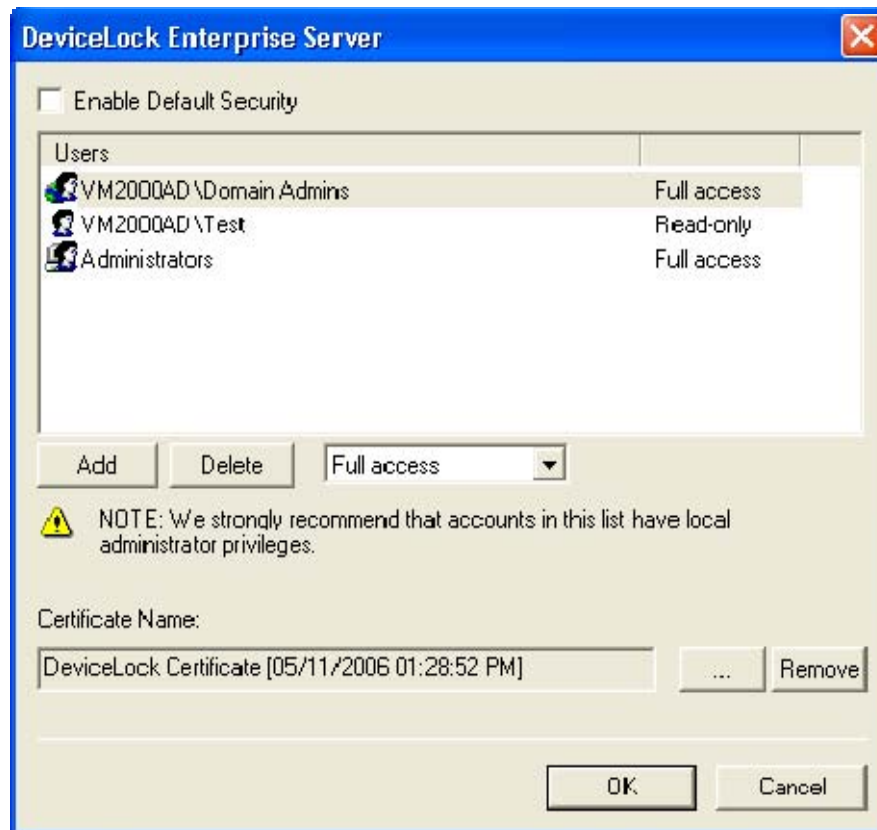 DeviceLock Enterprise Server
Enable Default Security
Users
VM2000AD\Domain Admins Full access
VM2000AD\Test Read-only
Administrators Full access
Add Delete Full access
NOTE: We strongly recommend that accounts in this list have local
administrator privileges.
Certificate Name:
DeviceLock Certificate [05/11/2006 01:28:52 PM] ... Remove
OK Cancel